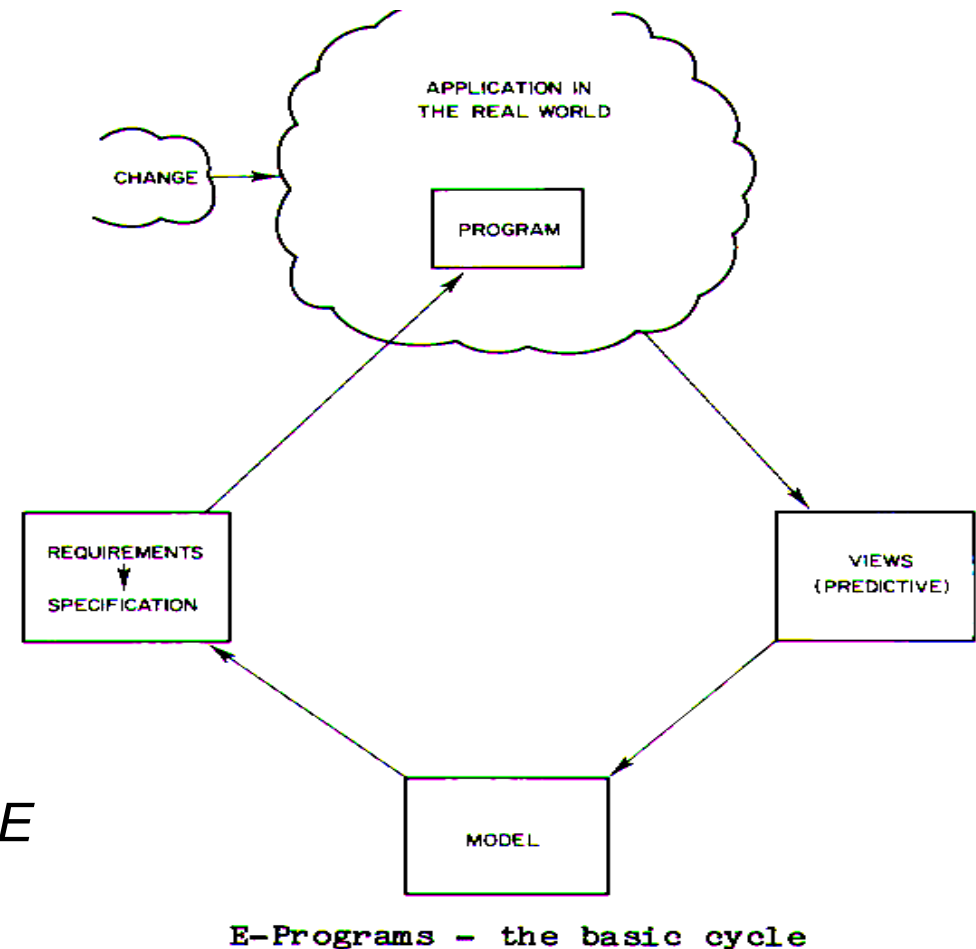 APPLICATION IN
THE REAL WORLD
CHANGE
PROGRAM
REQUIREMENTS
SPECIFICATION
VIEWS
(PREDICTIVE)
MODEL
E
E-Programs - the basic cycle